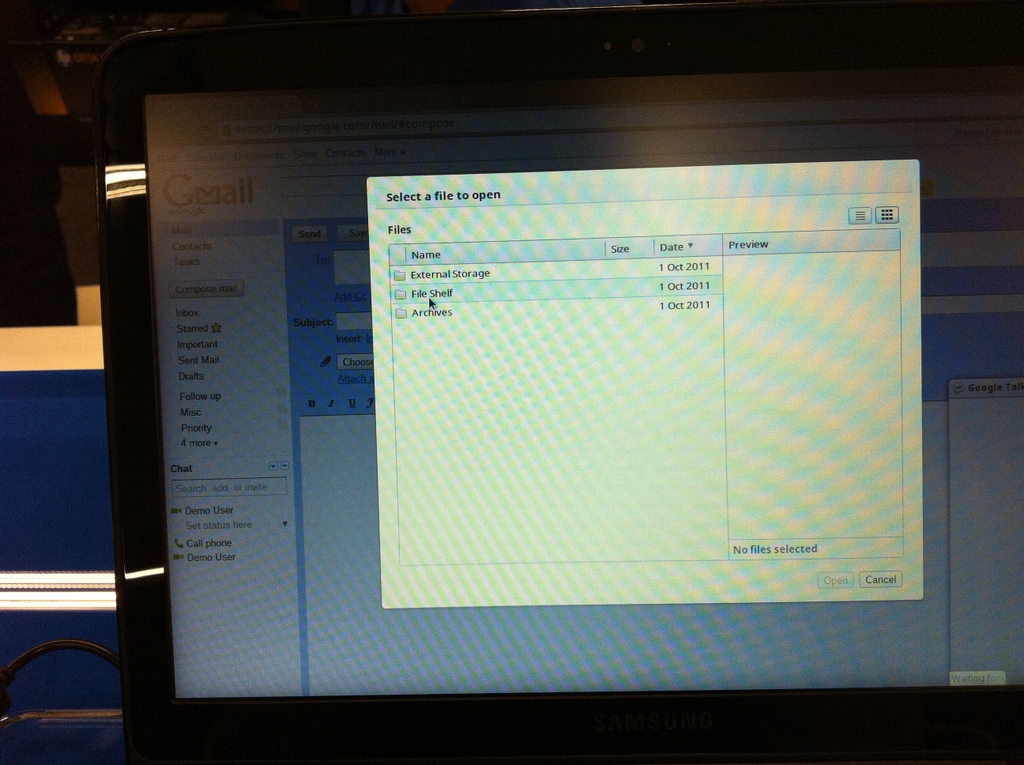 https://mail.google.com/mail/#compose
Documents Sites Contacts More
Gmail
by Google
Mail
Contacts
Tasks
Compose mail
Inbox
Starred
Important
Sent Mail
Drafts
Follow up
Misc
Priority
4 more
Chat
Search, add, or invite
Demo User
Set status here
Call phone
Demo User
Send
To:
Add Cc
Subject:
Insert:
Choose
Attach a
B I U
Select a file to open
Files
Name Size Date Preview
External Storage 1 Oct 2011
File Shelf 1 Oct 2011
Archives 1 Oct 2011
No files selected
Open Cancel
Google Talk
Waiting for
SAMSUNG